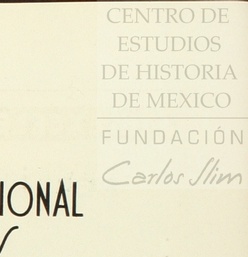 CENTRO DE
ESTUDIOS
DE HISTORIA
DE MEXICO
FUNDACIÓN
Carlos Slim
IONAL